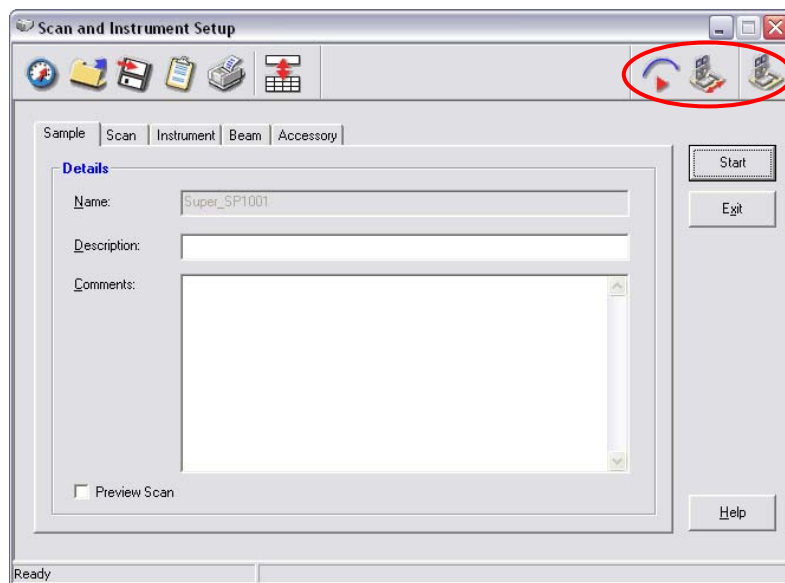 Scan and Instrument Setup
Sample Scan Instrument Beam Accessory
Details
Name: Super_SP1001
Description:
Comments:
Preview Scan
Start
Exit
Help
Ready